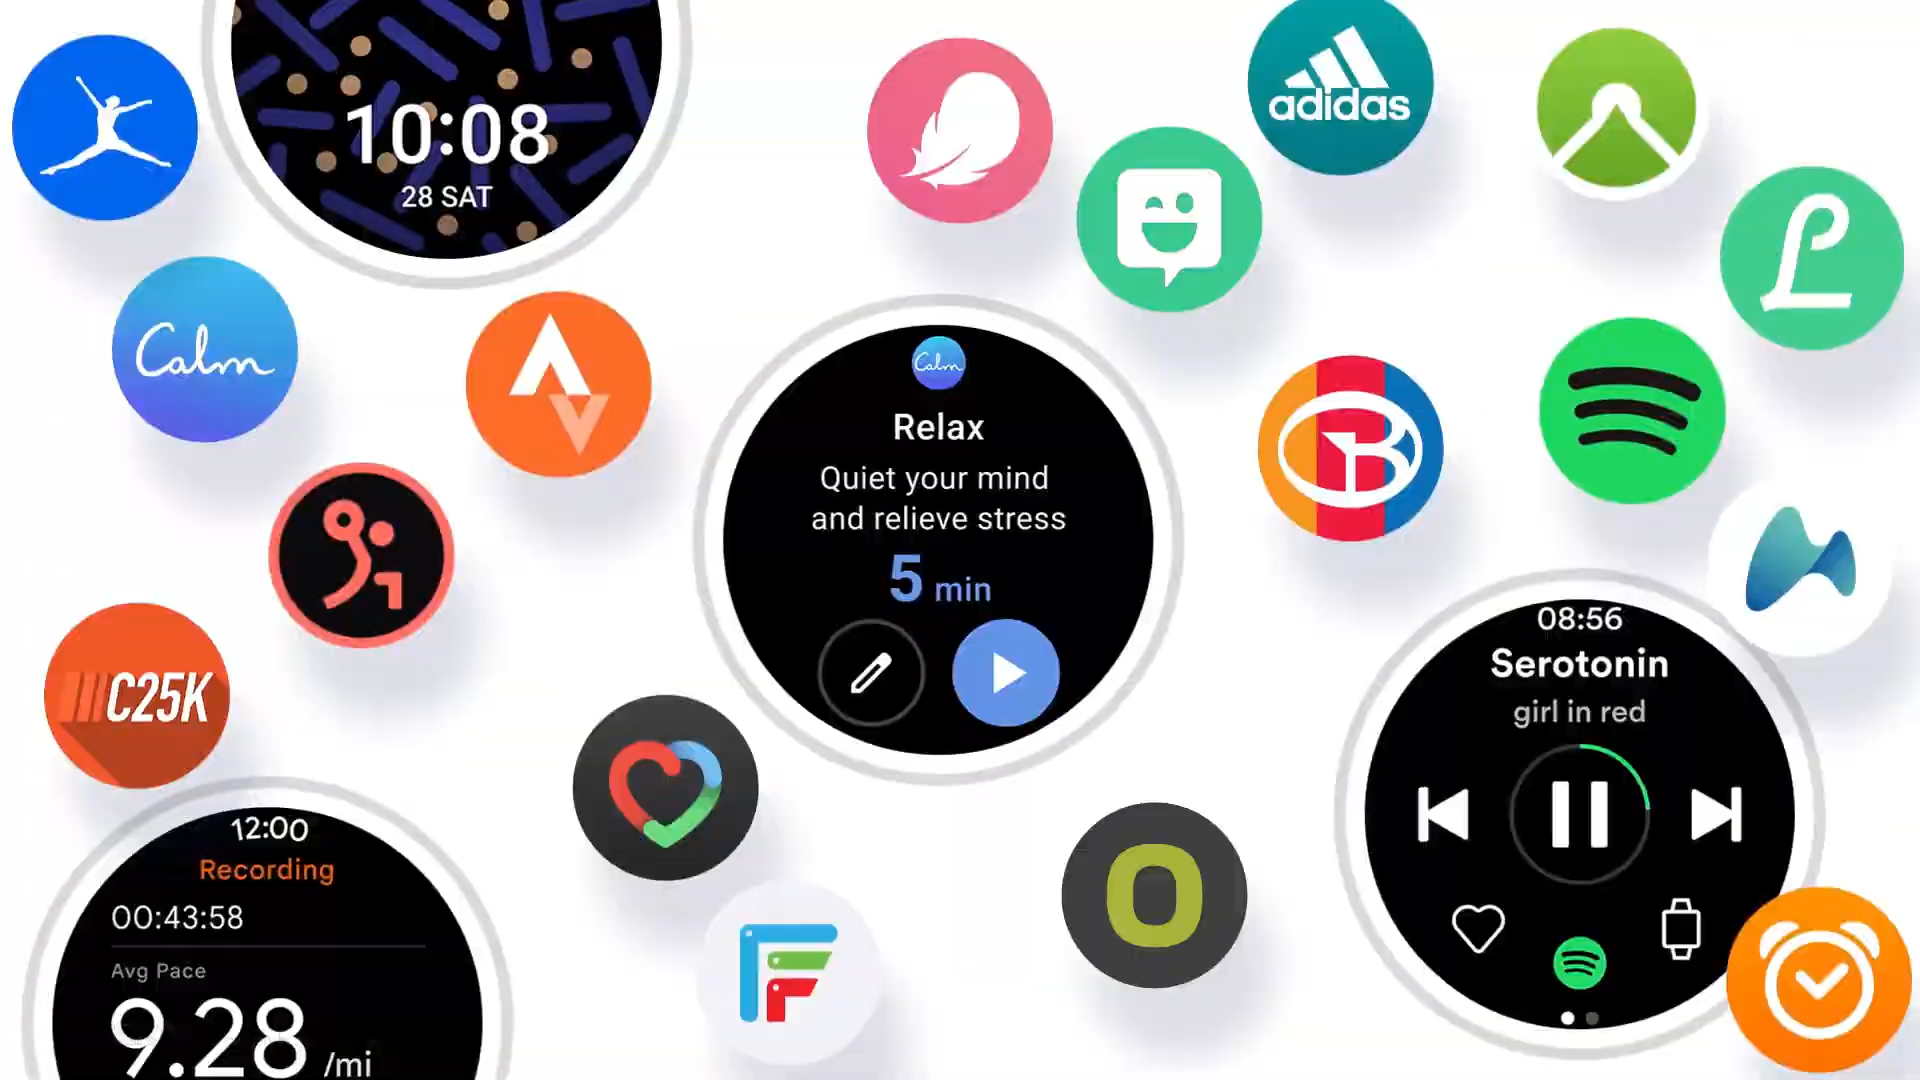 10:08
28 SAT
adidas
Calm
Calm
Relax
Quiet your mind
and relieve stress
5 min
C25K
12:00
Recording
00:43:58
Avg Pace
9.28 /mi
08:56
Serotonin
girl in red